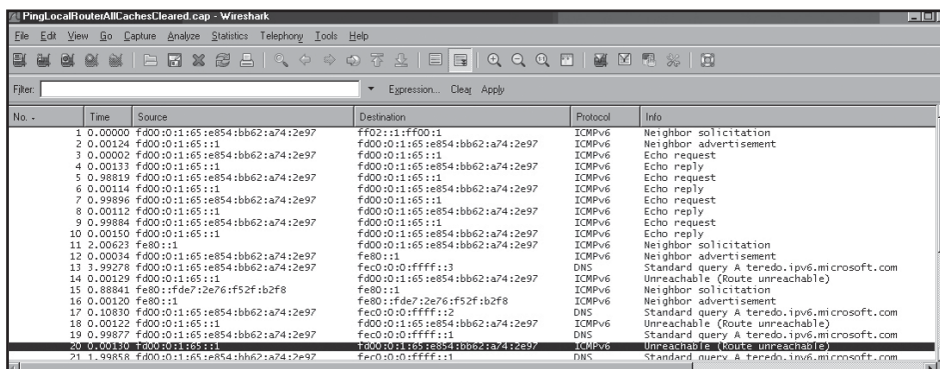 PingLocalRouterAllCachesCleared.cap - Wireshark
File Edit View Go Capture Analyze Statistics Telephony Tools Help
Filter: Expression... Clear Apply
No. - Time Source Destination Protocol Info
1 0.00000 fd00:0:1:65:e854:bb62:a74:2e97 ff02::1:ff00:1 ICMPv6 Neighbor solicitation
2 0.00124 fd00:0:1:65::1 fd00:0:1:65:e854:bb62:a74:2e97 ICMPv6 Neighbor advertisement
3 0.00002 fd00:0:1:65:e854:bb62:a74:2e97 fd00:0:1:65::1 ICMPv6 Echo request
4 0.00133 fd00:0:1:65::1 fd00:0:1:65:e854:bb62:a74:2e97 ICMPv6 Echo reply
5 0.98819 fd00:0:1:65:e854:bb62:a74:2e97 fd00:0:1:65::1 ICMPv6 Echo request
6 0.00114 fd00:0:1:65::1 fd00:0:1:65:e854:bb62:a74:2e97 ICMPv6 Echo reply
7 0.99896 fd00:0:1:65:e854:bb62:a74:2e97 fd00:0:1:65::1 ICMPv6 Echo request
8 0.00112 fd00:0:1:65::1 fd00:0:1:65:e854:bb62:a74:2e97 ICMPv6 Echo reply
9 0.99884 fd00:0:1:65:e854:bb62:a74:2e97 fd00:0:1:65::1 ICMPv6 Echo request
10 0.00150 fd00:0:1:65::1 fd00:0:1:65:e854:bb62:a74:2e97 ICMPv6 Echo reply
11 2.00623 fe80::1 fd00:0:1:65:e854:bb62:a74:2e97 ICMPv6 Neighbor solicitation
12 0.00034 fd00:0:1:65:e854:bb62:a74:2e97 fe80::1 ICMPv6 Neighbor advertisement
13 3.99278 fd00:0:1:65:e854:bb62:a74:2e97 fec0:0:0:ffff::3 DNS Standard query A teredo.ipv6.microsoft.com
14 0.00129 fd00:0:1:65::1 fd00:0:1:65:e854:bb62:a74:2e97 ICMPv6 Unreachable (Route unreachable)
15 0.88841 fe80::fde7:2e76:f52f:b2f8 fe80::1 ICMPv6 Neighbor solicitation
16 0.00120 fe80::1 fe80::fde7:2e76:f52f:b2f8 ICMPv6 Neighbor advertisement
17 0.10830 fd00:0:1:65:e854:bb62:a74:2e97 fec0:0:0:ffff::2 DNS Standard query A teredo.ipv6.microsoft.com
18 0.00122 fd00:0:1:65::1 fd00:0:1:65:e854:bb62:a74:2e97 ICMPv6 Unreachable (Route unreachable)
19 0.99877 fd00:0:1:65:e854:bb62:a74:2e97 fec0:0:0:ffff::1 DNS Standard query A teredo.ipv6.microsoft.com
20 0.00130 fd00:0:1:65::1 fd00:0:1:65:e854:bb62:a74:2e97 ICMPv6 Unreachable (Route unreachable)
21 1.99858 fd00:0:1:65:e854:bb62:a74:2e97 fec0:0:0:ffff::1 DNS Standard query A teredo.ipv6.microsoft.com